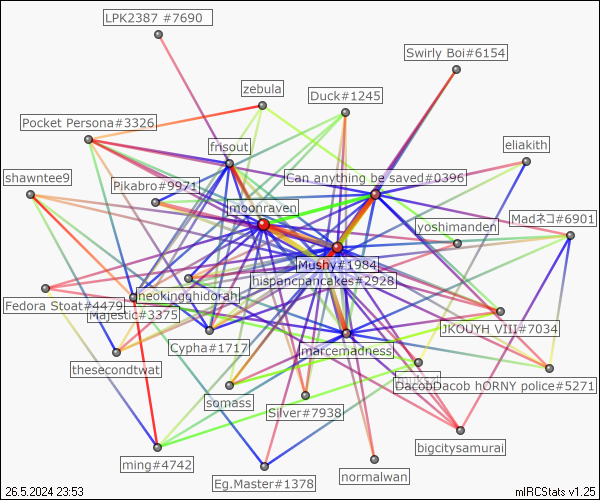 LPK2387 #7690
Swirly Boi#6154
zebula
Duck#1245
Pocket Persona#3326
frisout
eliakith
shawntee9
Pikabro#9971
Can anything be saved#0396
moonraven
yoshimanden
Madネコ#6901
Mushy#1984
hispancpancakes#2928
neokingghidorah
Fedora Stoat#4479
Majestic#3375
JKOUYH VIII#7034
Cypha#1717
marcemadness
thesecondtwat
DacobDacob hORNY police#5271
somass
Silver#7938
bigcitysamurai
ming#4742
normalwan
Eg.Master#1378
26.5.2024 23:53
mIRCStats v1.25